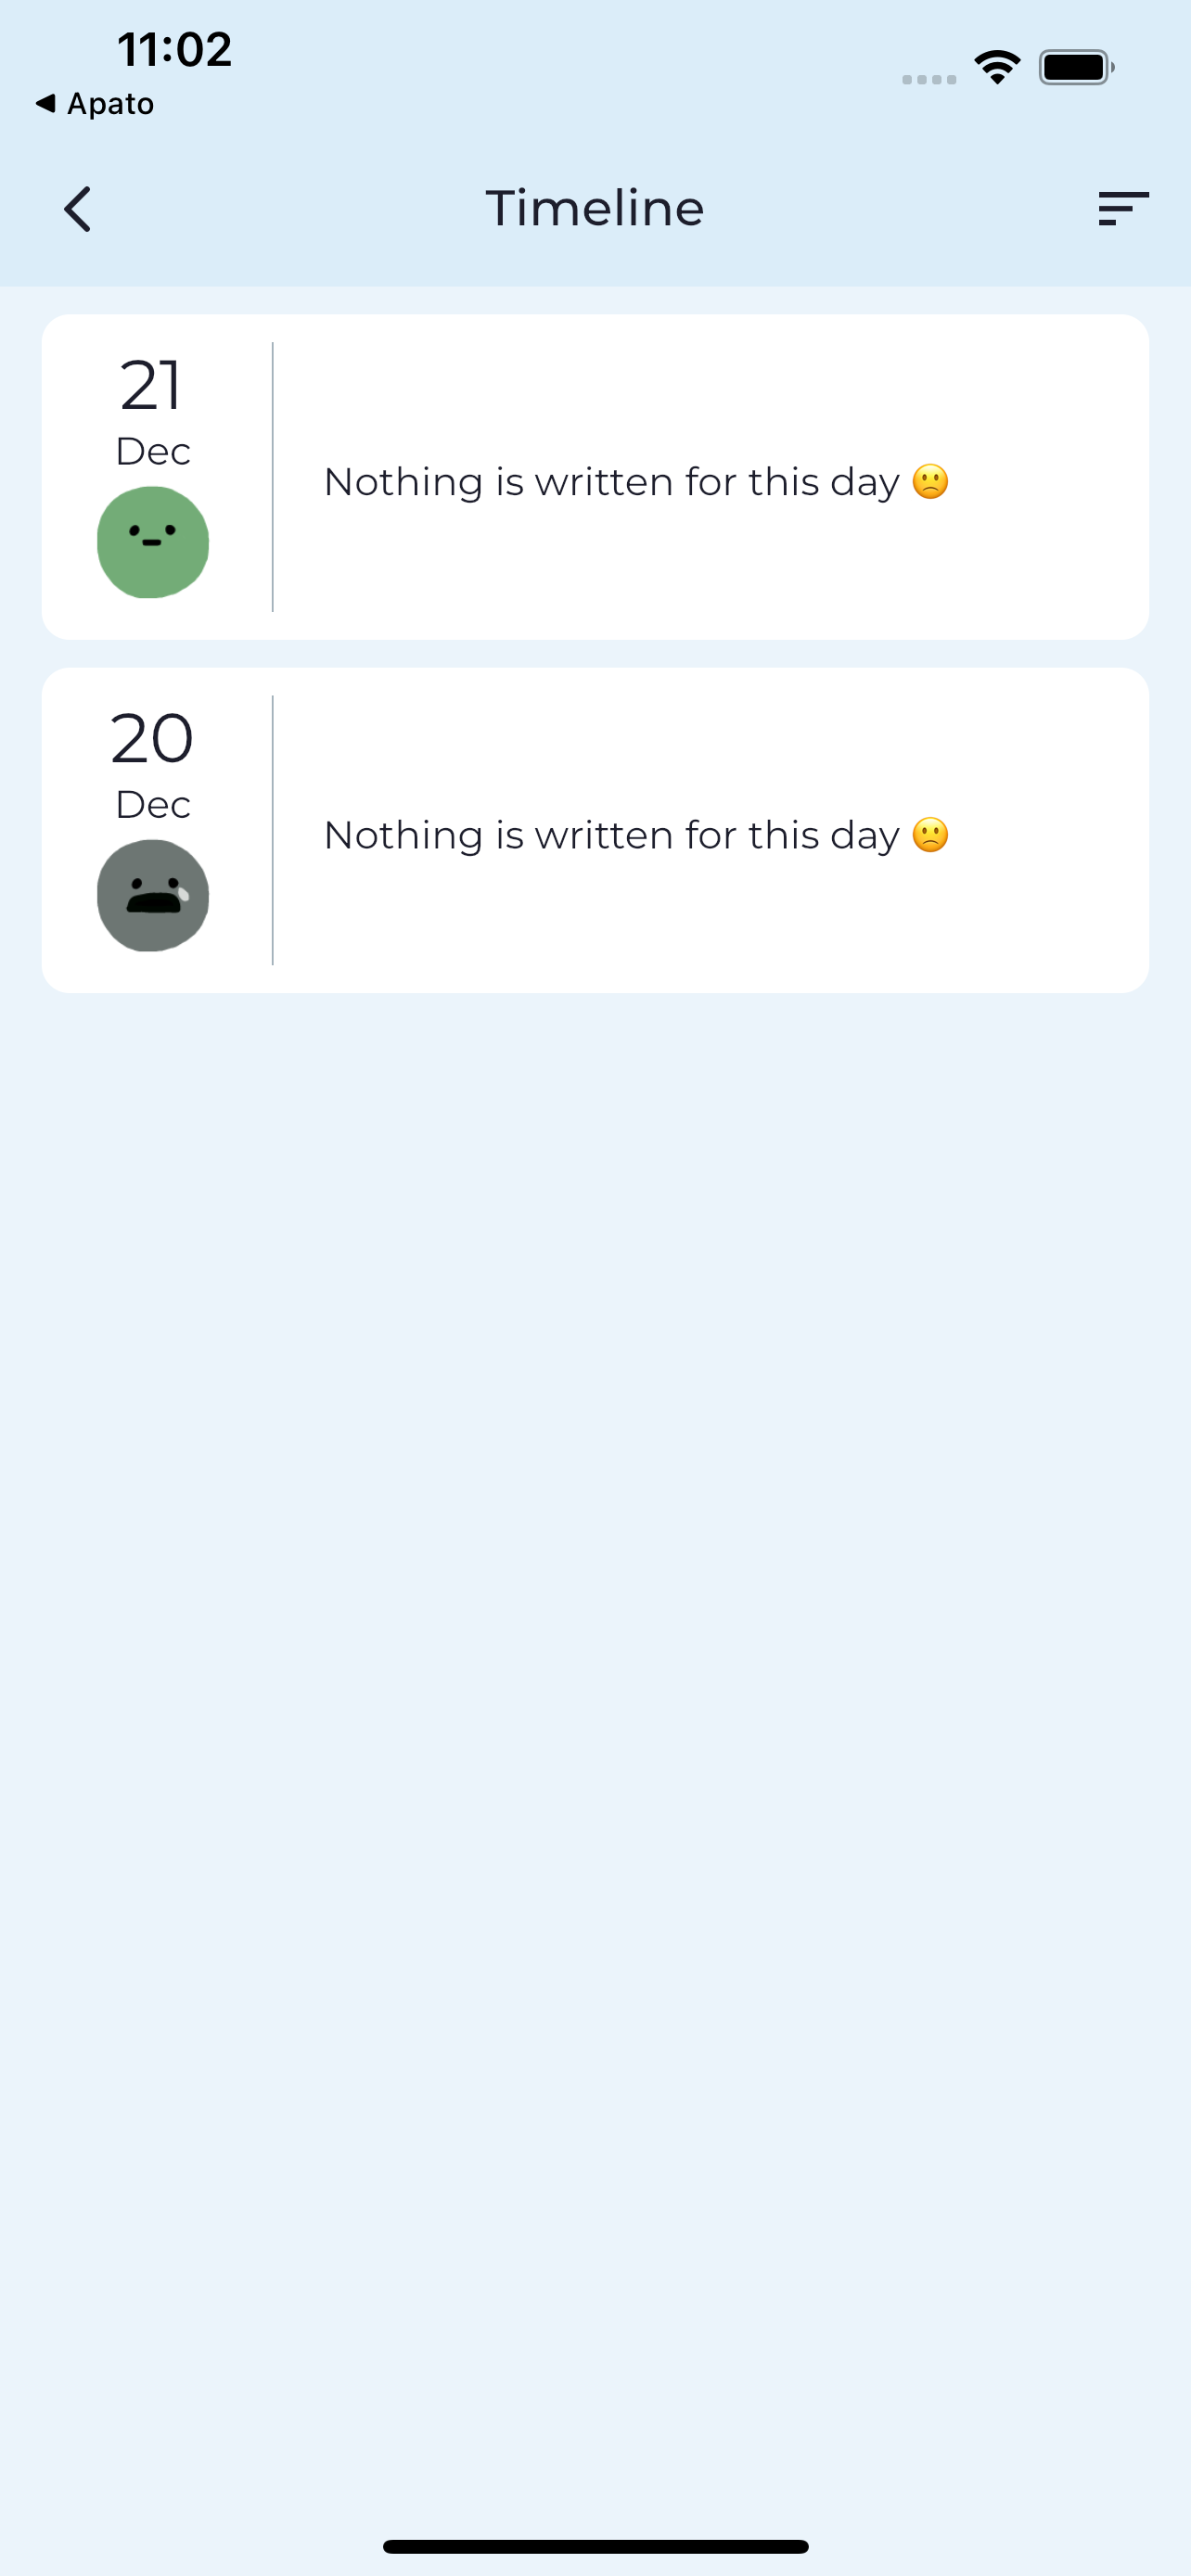 11:02
◀ Apato
Timeline
21
Dec
Nothing is written for this day 🙁
20
Dec
Nothing is written for this day 🙁